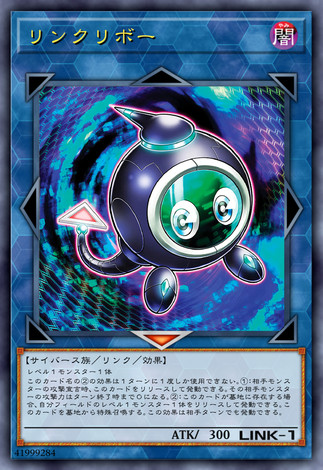 リンクリボー
闇
やみ
【サイバース族/リンク/効果】
レベル1モンスター1体
このカード名の②の効果は1ターンに1度しか使用できない。①:相手モンス
ターの攻撃宣言時、このカードをリリースして発動できる。その相手モンスタ
ーの攻撃力はターン終了時まで0になる。②:このカードが墓地に存在する場
合、自分フィールドのレベル1モンスター1体をリリースして発動できる。こ
のカードを墓地から特殊召喚する。この効果は相手ターンでも発動できる。
ATK/ 300 LINK-1
41999284